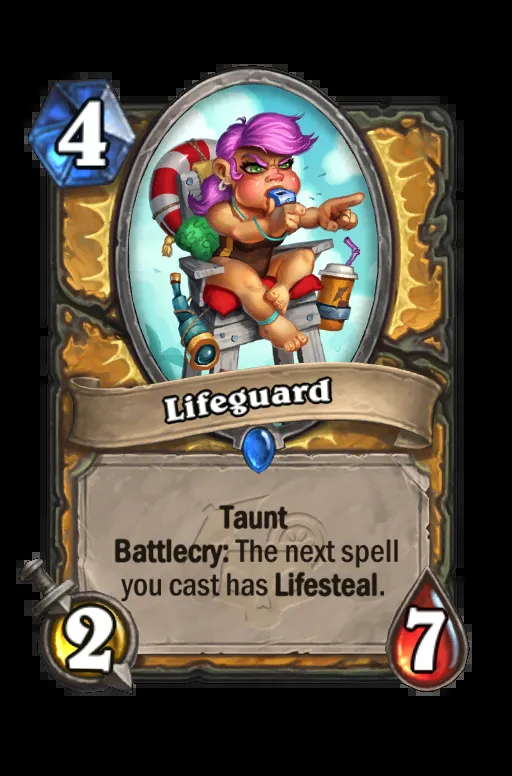 4
Lifeguard
Taunt
Battlecry: The next spell
you cast has Lifesteal.
2
7